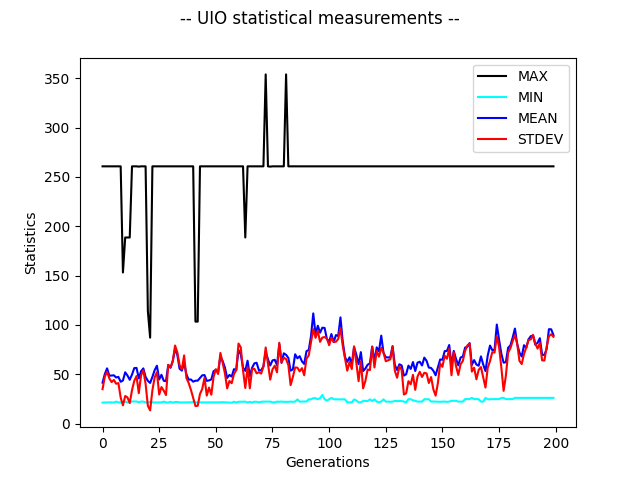 -- UIO statistical measurements --
MAX
MIN
MEAN
STDEV
350
300
250
200
150
100
50
0
Statistics
0 25 50 75 100 125 150 175 200
Generations